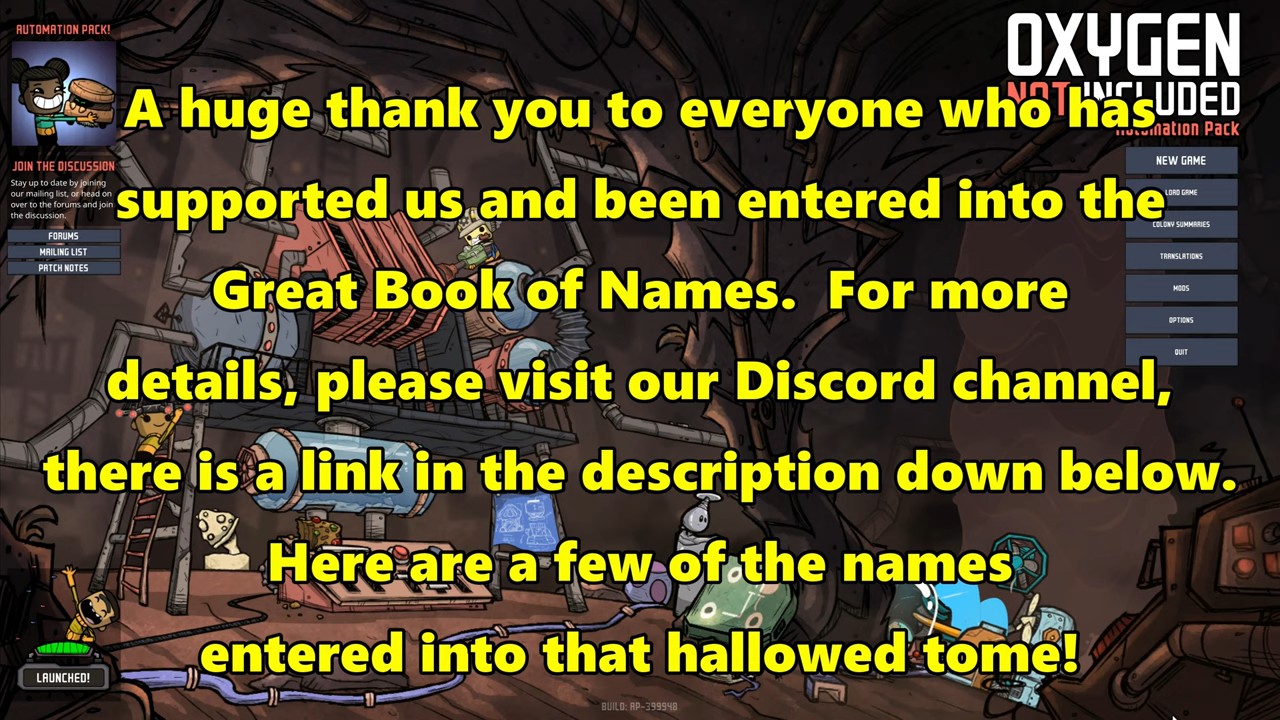 AUTOMATION PACK!
JOIN THE DISCUSSION
Stay up to date by joining
our mailing list, or head on
over to the forums and join
the discussion.
FORUMS
MAILING LIST
PATCH NOTES
A huge thank you to everyone who has
supported us and been entered into the
Great Book of Names.  For more
details, please visit our Discord channel,
there is a link in the description down below.
Here are a few of the names
entered into that hallowed tome!
OXYGEN
NOT INCLUDED
Automation Pack
NEW GAME
LOAD GAME
COLONY SUMMARIES
TRANSLATIONS
MODS
OPTIONS
QUIT
LAUNCHED!
BUILD: AP-399948